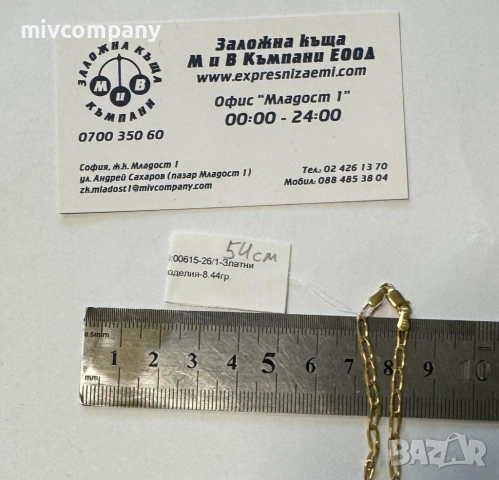 mivcompany
ЗАЛОЖНА КЪЩА
М и В
КЪМПАНИ
0700 350 60
Заложна къща
М и В Къмпани ЕООД
www.expresnizaemi.com
Офис "Младост 1"
00:00 - 24:00
София, ж.к. Младост 1
ул. Андрей Сахаров (пазар Младост 1)
zk.mladost1@mivcompany.com
Тел.: 02 426 13 70
Мобил.: 088 485 38 04
54см
00615-26/1-Златни
зделия-8.44гр.
0.5m/m
1 2 3 4 5 6 7 8 9 10
mm
BAZAR
bg